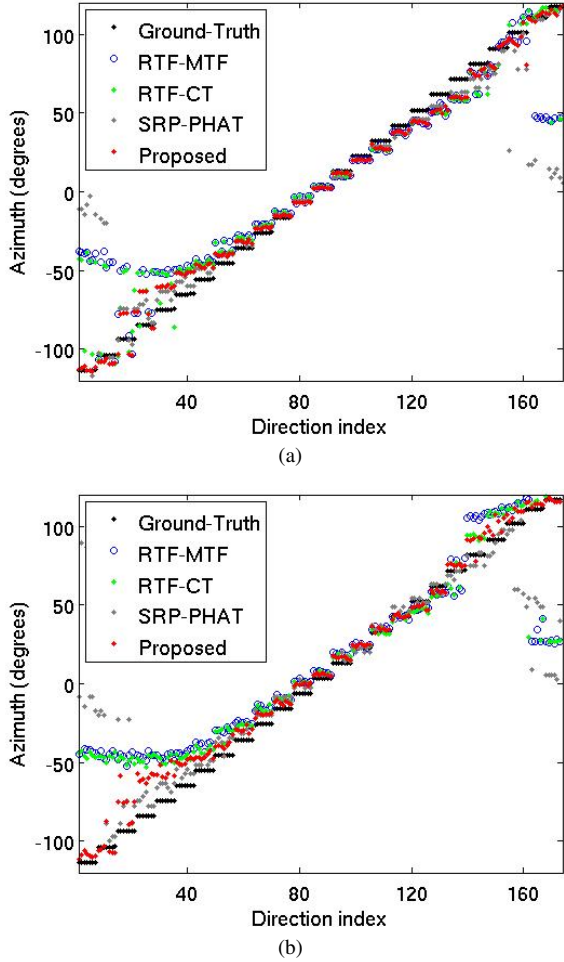 100
50
0
-50
-100
Azimuth (degrees)
Ground-Truth
RTF-MTF
RTF-CT
SRP-PHAT
Proposed
40
80
120
160
Direction index
(a)
100
50
0
-50
-100
Azimuth (degrees)
Ground-Truth
RTF-MTF
RTF-CT
SRP-PHAT
Proposed
40
80
120
160
Direction index
(b)